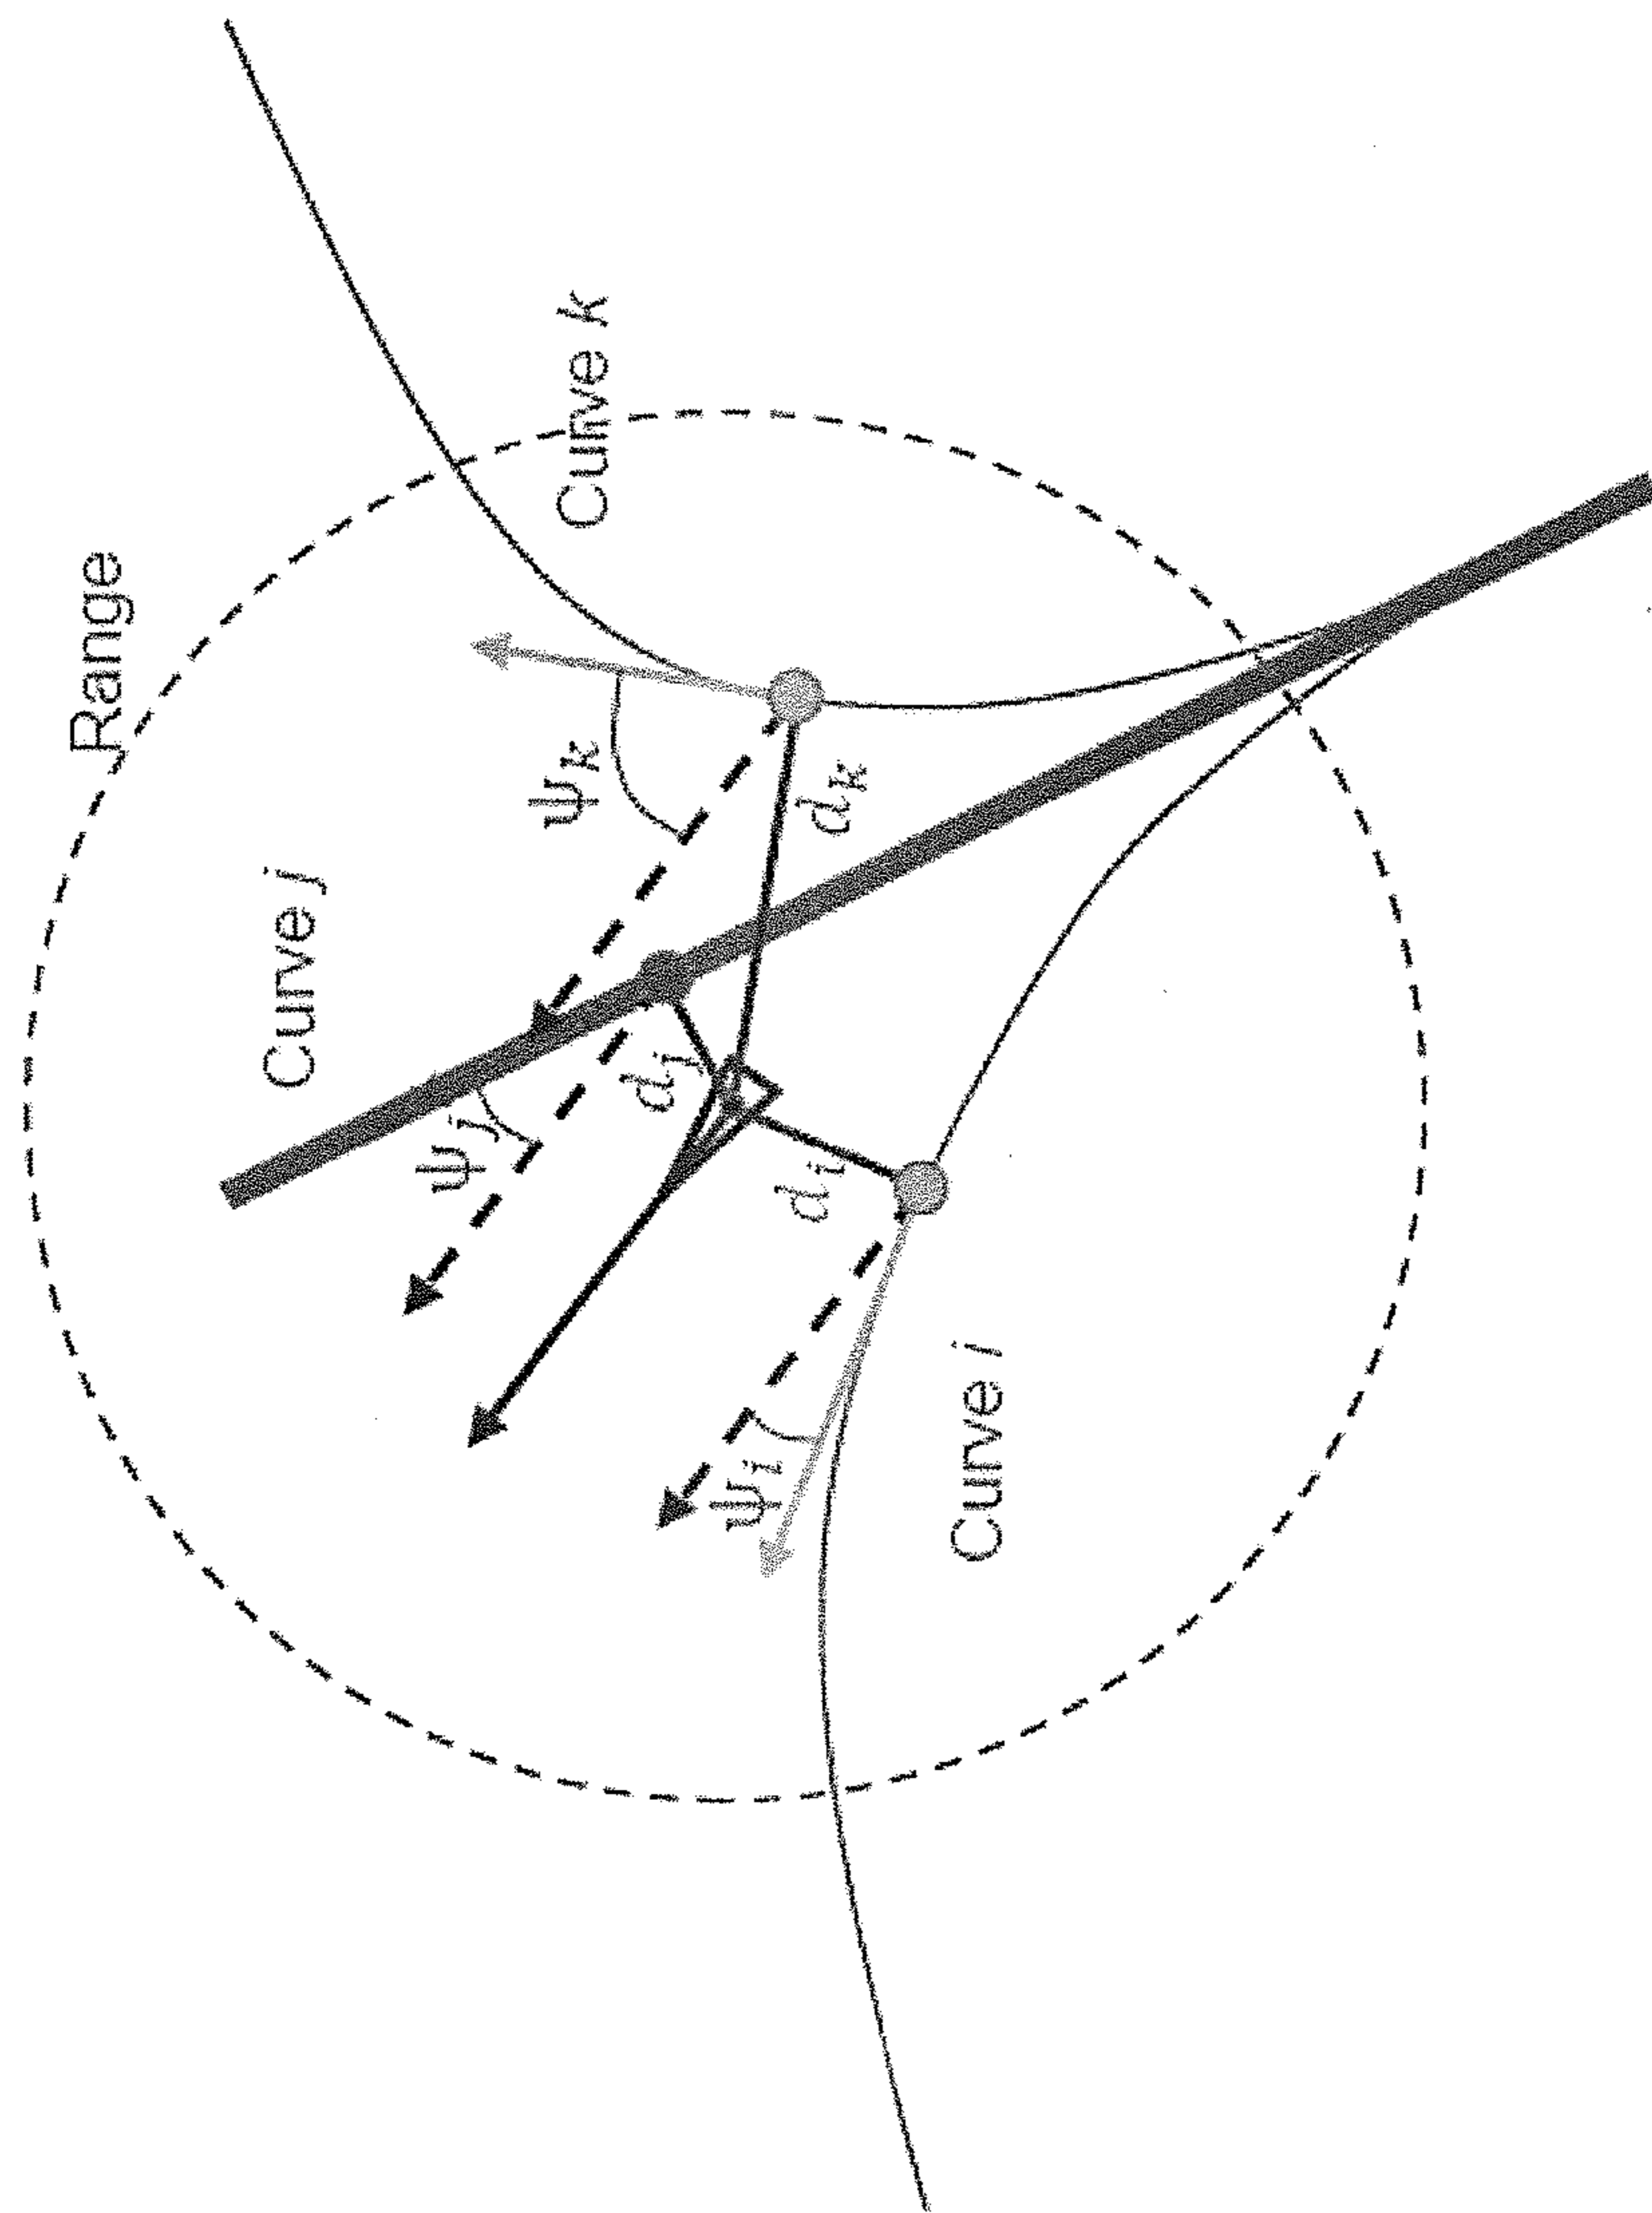 Range
Curve k
Curve j
ψk
dk
ψj
dj
di
ψi
Curve i